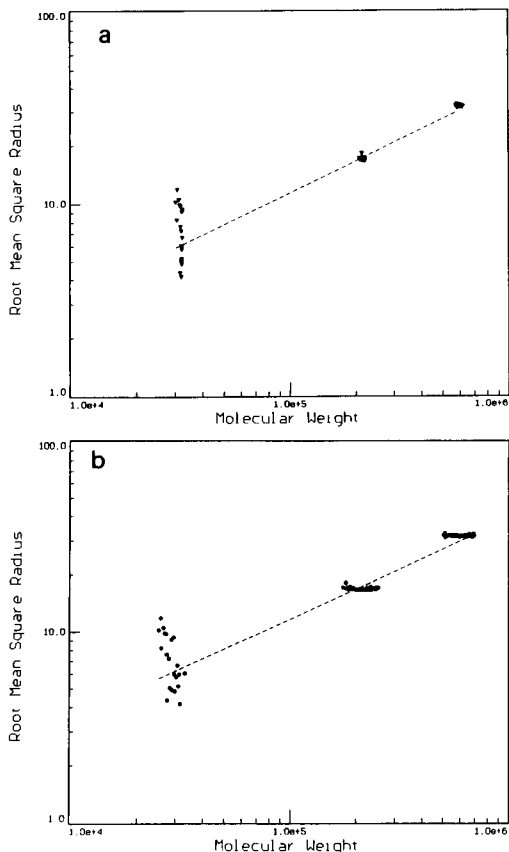 a
100.0
10.0
1.0
Root Mean Square Radius
1.0e+4
1.0e+5
1.0e+6
Molecular Weight
b
100.0
10.0
1 0
Root Mean Square Radius
1.0e+4
1.0e+5
1.0e+6
Molecular Weight